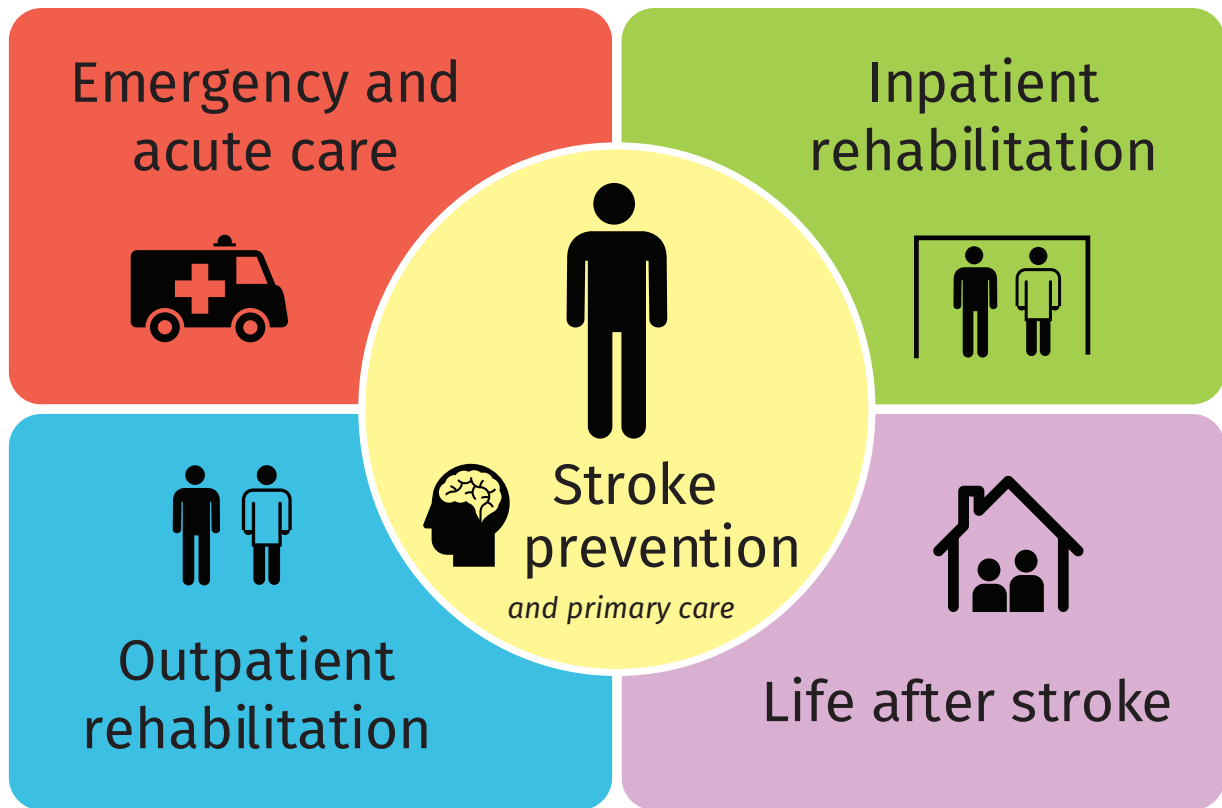 Emergency and
acute care
Inpatient
rehabilitation
Stroke
prevention
and primary care
Outpatient
rehabilitation
Life after stroke